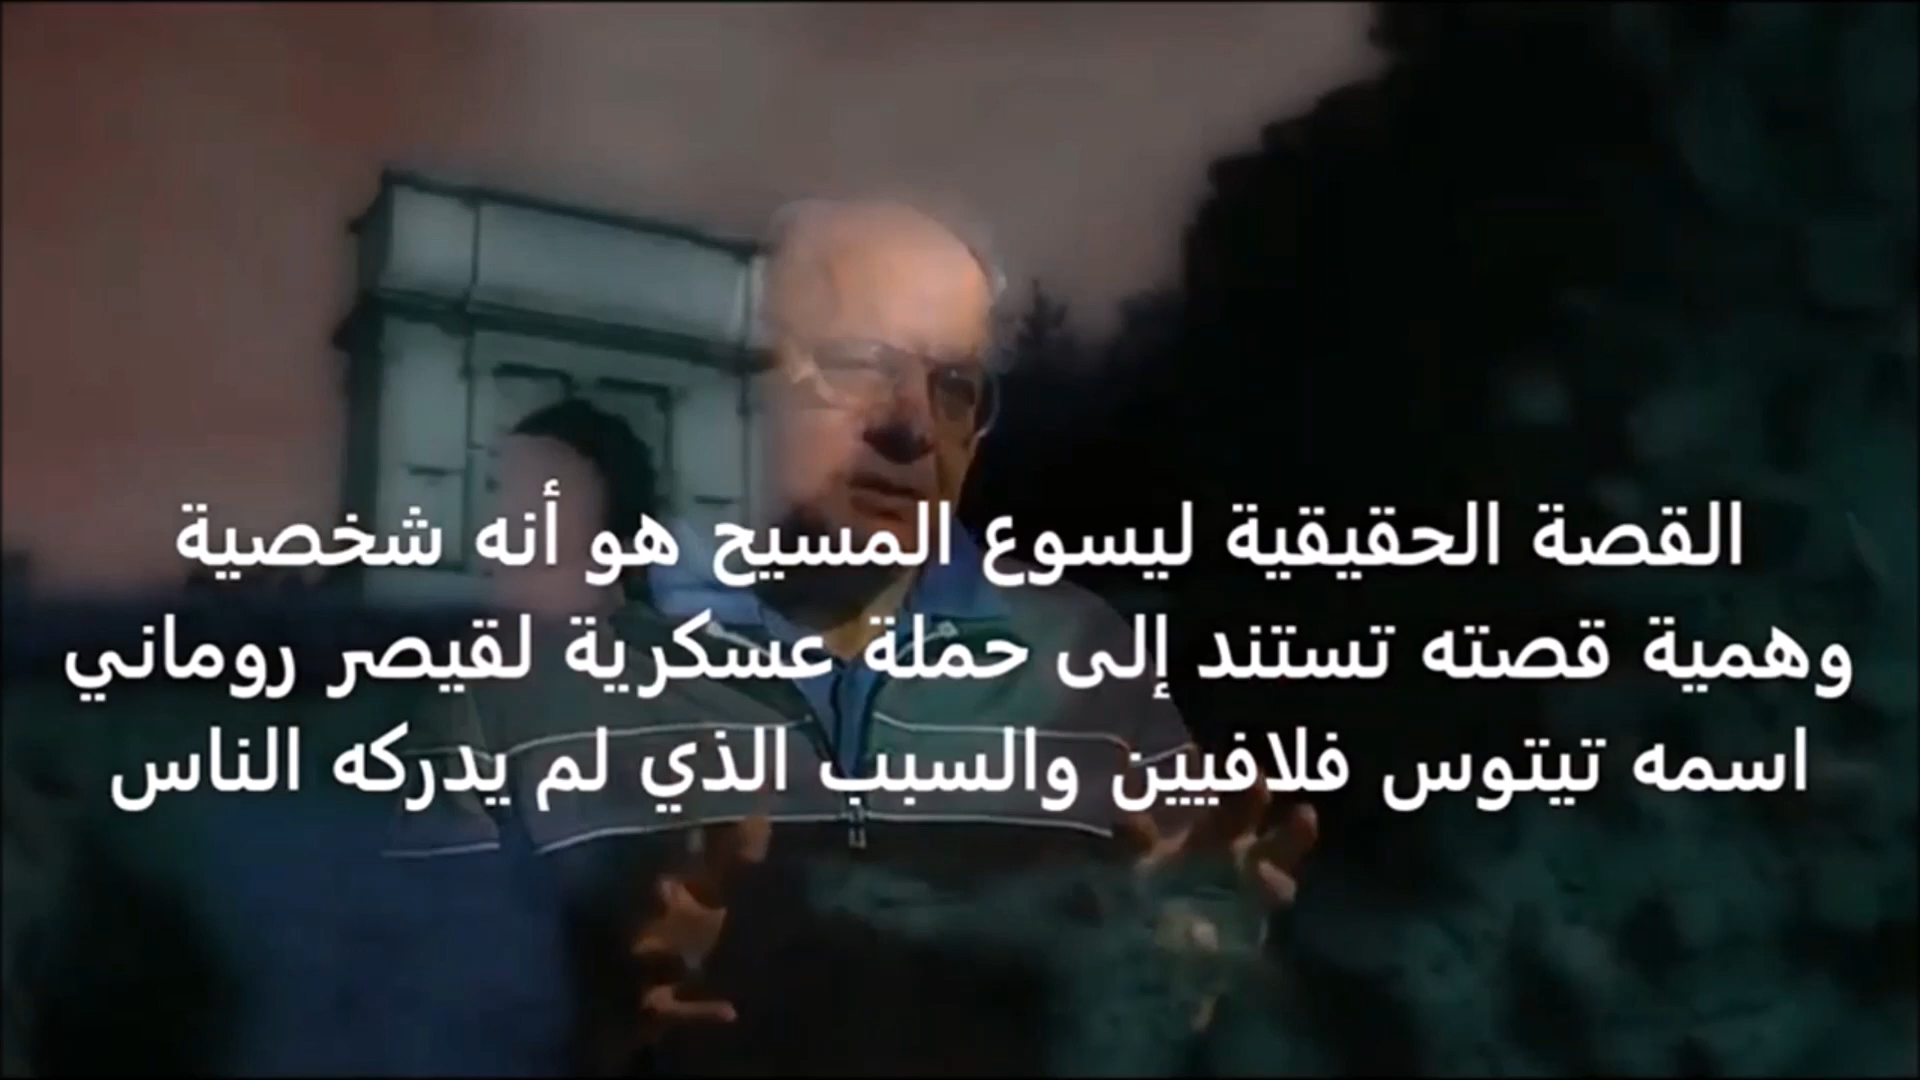 القصة الحقيقية ليسوع المسيح هو أنه شخصية
وهمية قصته تستند إلى حملة عسكرية لقيصر روماني
اسمه تيتوس فلافيين والسبب الذي لم يدركه الناس